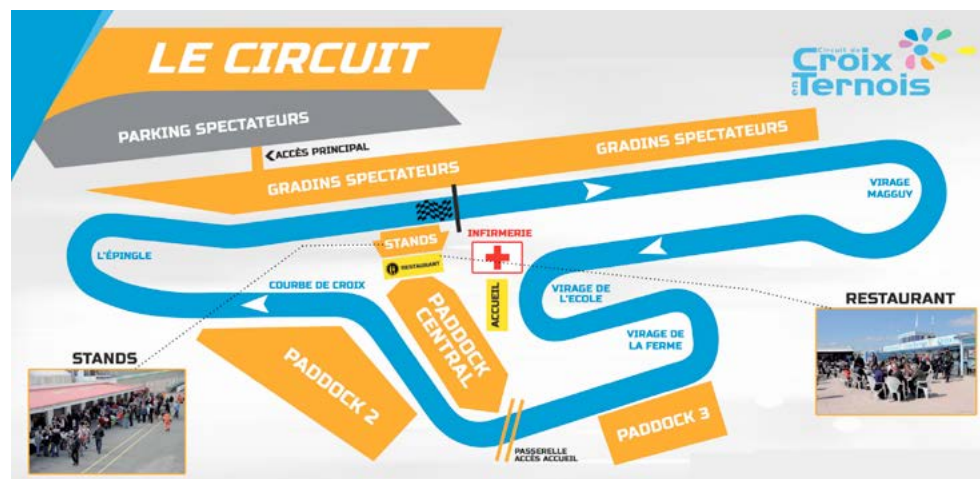 LE CIRCUIT
Circuit de
Croix
en
Ternois
PARKING SPECTATEURS
ACCÈS PRINCIPAL
GRADINS SPECTATEURS
GRADINS SPECTATEURS
VIRAGE
MAGGUY
L'ÉPINGLE
STANDS
INFIRMERIE
RESTAURANT
COURBE DE CROIX
ACCUEIL
VIRAGE DE
L'ECOLE
VIRAGE DE
LA FERME
RESTAURANT
STANDS
PADDOCK 2
PADDOCK
CENTRAL
PADDOCK 3
PASSERELLE
ACCÈS ACCUEIL